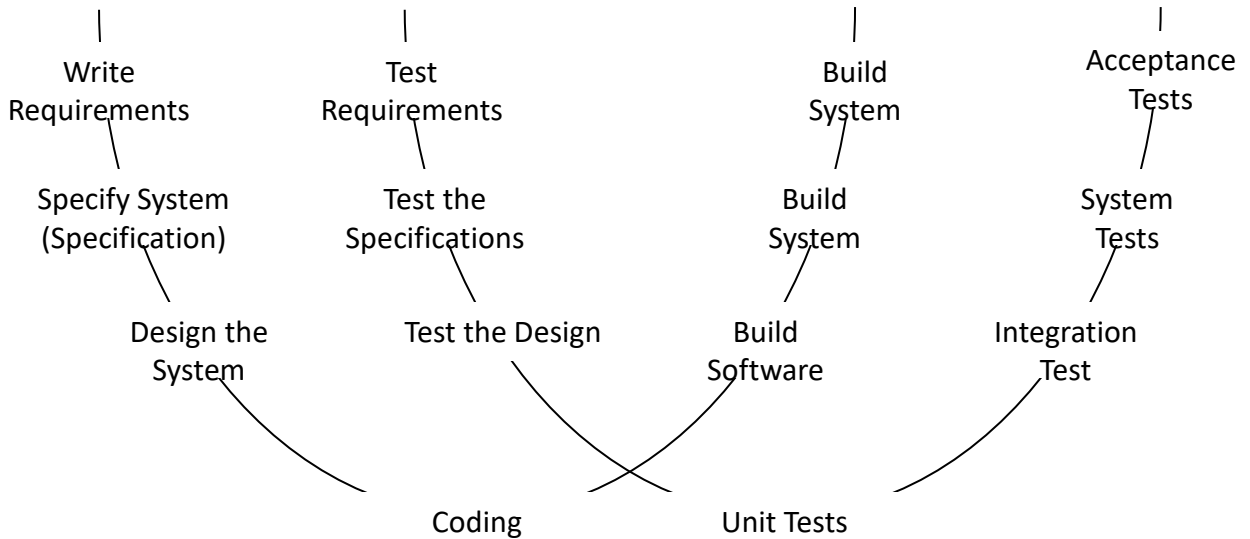 Write
Requirements
Test
Requirements
Build
System
Acceptance
Tests
Specify System
(Specification)
Test the
Specifications
Build
System
System
Tests
Design the
System
Test the Design
Build
Software
Integration
Test
Coding
Unit Tests